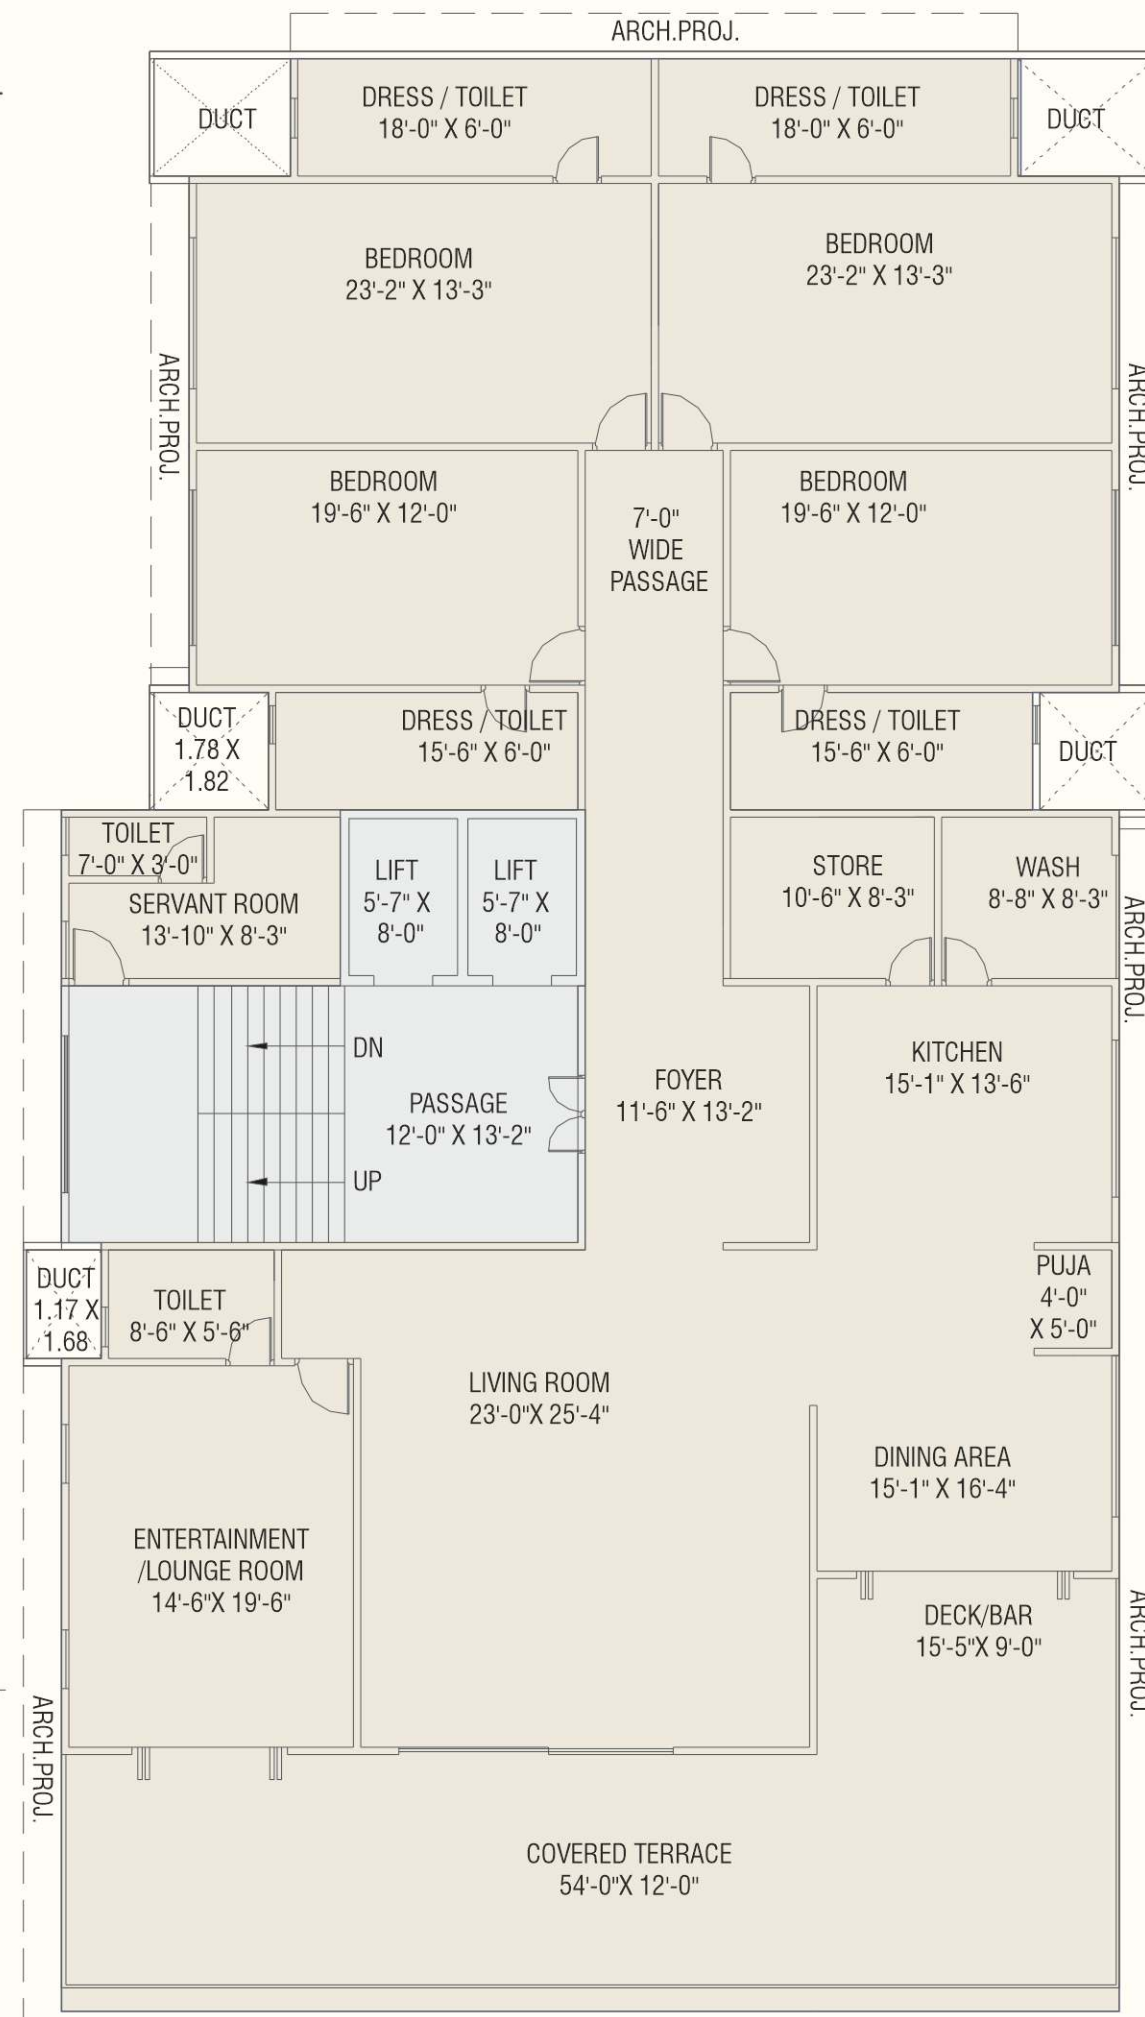 ARCH.PROJ.
DUCT
DRESS / TOILET
18'-0" X 6'-0"
DRESS / TOILET
18'-0" X 6'-0"
DUCT
BEDROOM
23'-2" X 13'-3"
BEDROOM
23'-2" X 13'-3"
ARCH.PROJ.
ARCH.PROJ.
BEDROOM
19'-6" X 12'-0"
7'-0"
WIDE
PASSAGE
BEDROOM
19'-6" X 12'-0"
DUCT
1.78 X
1.82
DRESS / TOILET
15'-6" X 6'-0"
DRESS / TOILET
15'-6" X 6'-0"
DUCT
TOILET
7'-0" X 3'-0"
SERVANT ROOM
13'-10" X 8'-3"
LIFT
5'-7" X
8'-0"
LIFT
5'-7" X
8'-0"
STORE
10'-6" X 8'-3"
WASH
8'-8" X 8'-3"
ARCH.PROJ.
DN
PASSAGE
12'-0" X 13'-2"
UP
FOYER
11'-6" X 13'-2"
KITCHEN
15'-1" X 13'-6"
DUCT
1.17 X
1.68
TOILET
8'-6" X 5'-6"
PUJA
4'-0"
X 5'-0"
LIVING ROOM
23'-0"X 25'-4"
DINING AREA
15'-1" X 16'-4"
ENTERTAINMENT
/LOUNGE ROOM
14'-6"X 19'-6"
DECK/BAR
15'-5"X 9'-0"
ARCH.PROJ.
ARCH.PROJ.
COVERED TERRACE
54'-0"X 12'-0"